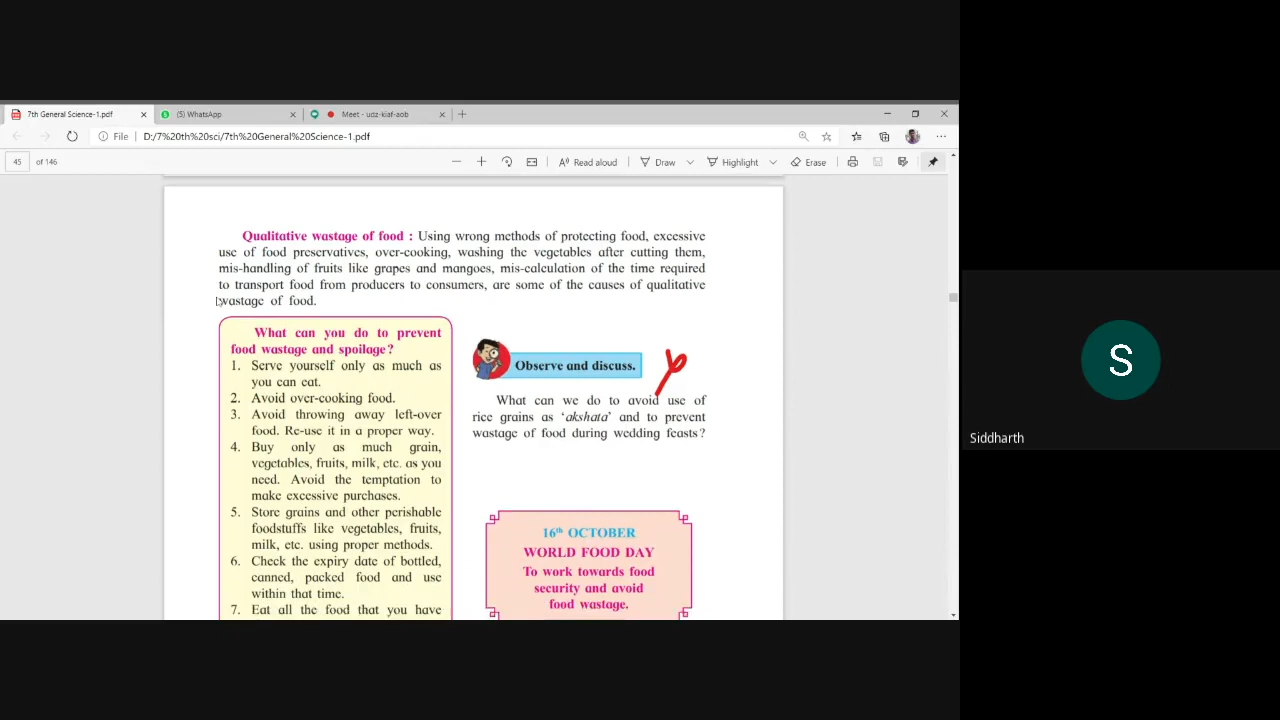 7th General Science-1.pdf
(5) WhatsApp
Meet - udz-kiaf-aob
File
D:/7%20th%20sci/7th%20General%20Science-1.pdf
45 of 146
Read aloud
Draw
Highlight
Erase
Qualitative wastage of food : Using wrong methods of protecting food, excessive
use of food preservatives, over-cooking, washing the vegetables after cutting them,
mis-handling of fruits like grapes and mangoes, mis-calculation of the time required
to transport food from producers to consumers, are some of the causes of qualitative
wastage of food.
What can you do to prevent
food wastage and spoilage?
1. Serve yourself only as much as
you can eat.
2. Avoid over-cooking food.
3. Avoid throwing away left-over
food. Re-use it in a proper way.
4. Buy only as much grain,
vegetables, fruits, milk, etc. as you
need. Avoid the temptation to
make excessive purchases.
5. Store grains and other perishable
foodstuffs like vegetables, fruits,
milk, etc. using proper methods.
6. Check the expiry date of bottled,
canned, packed food and use
within that time.
7. Eat all the food that you have
Observe and discuss.
What can we do to avoid use of
rice grains as ‘akshata’ and to prevent
wastage of food during wedding feasts?
16th OCTOBER
WORLD FOOD DAY
To work towards food
security and avoid
food wastage.
S
Siddharth